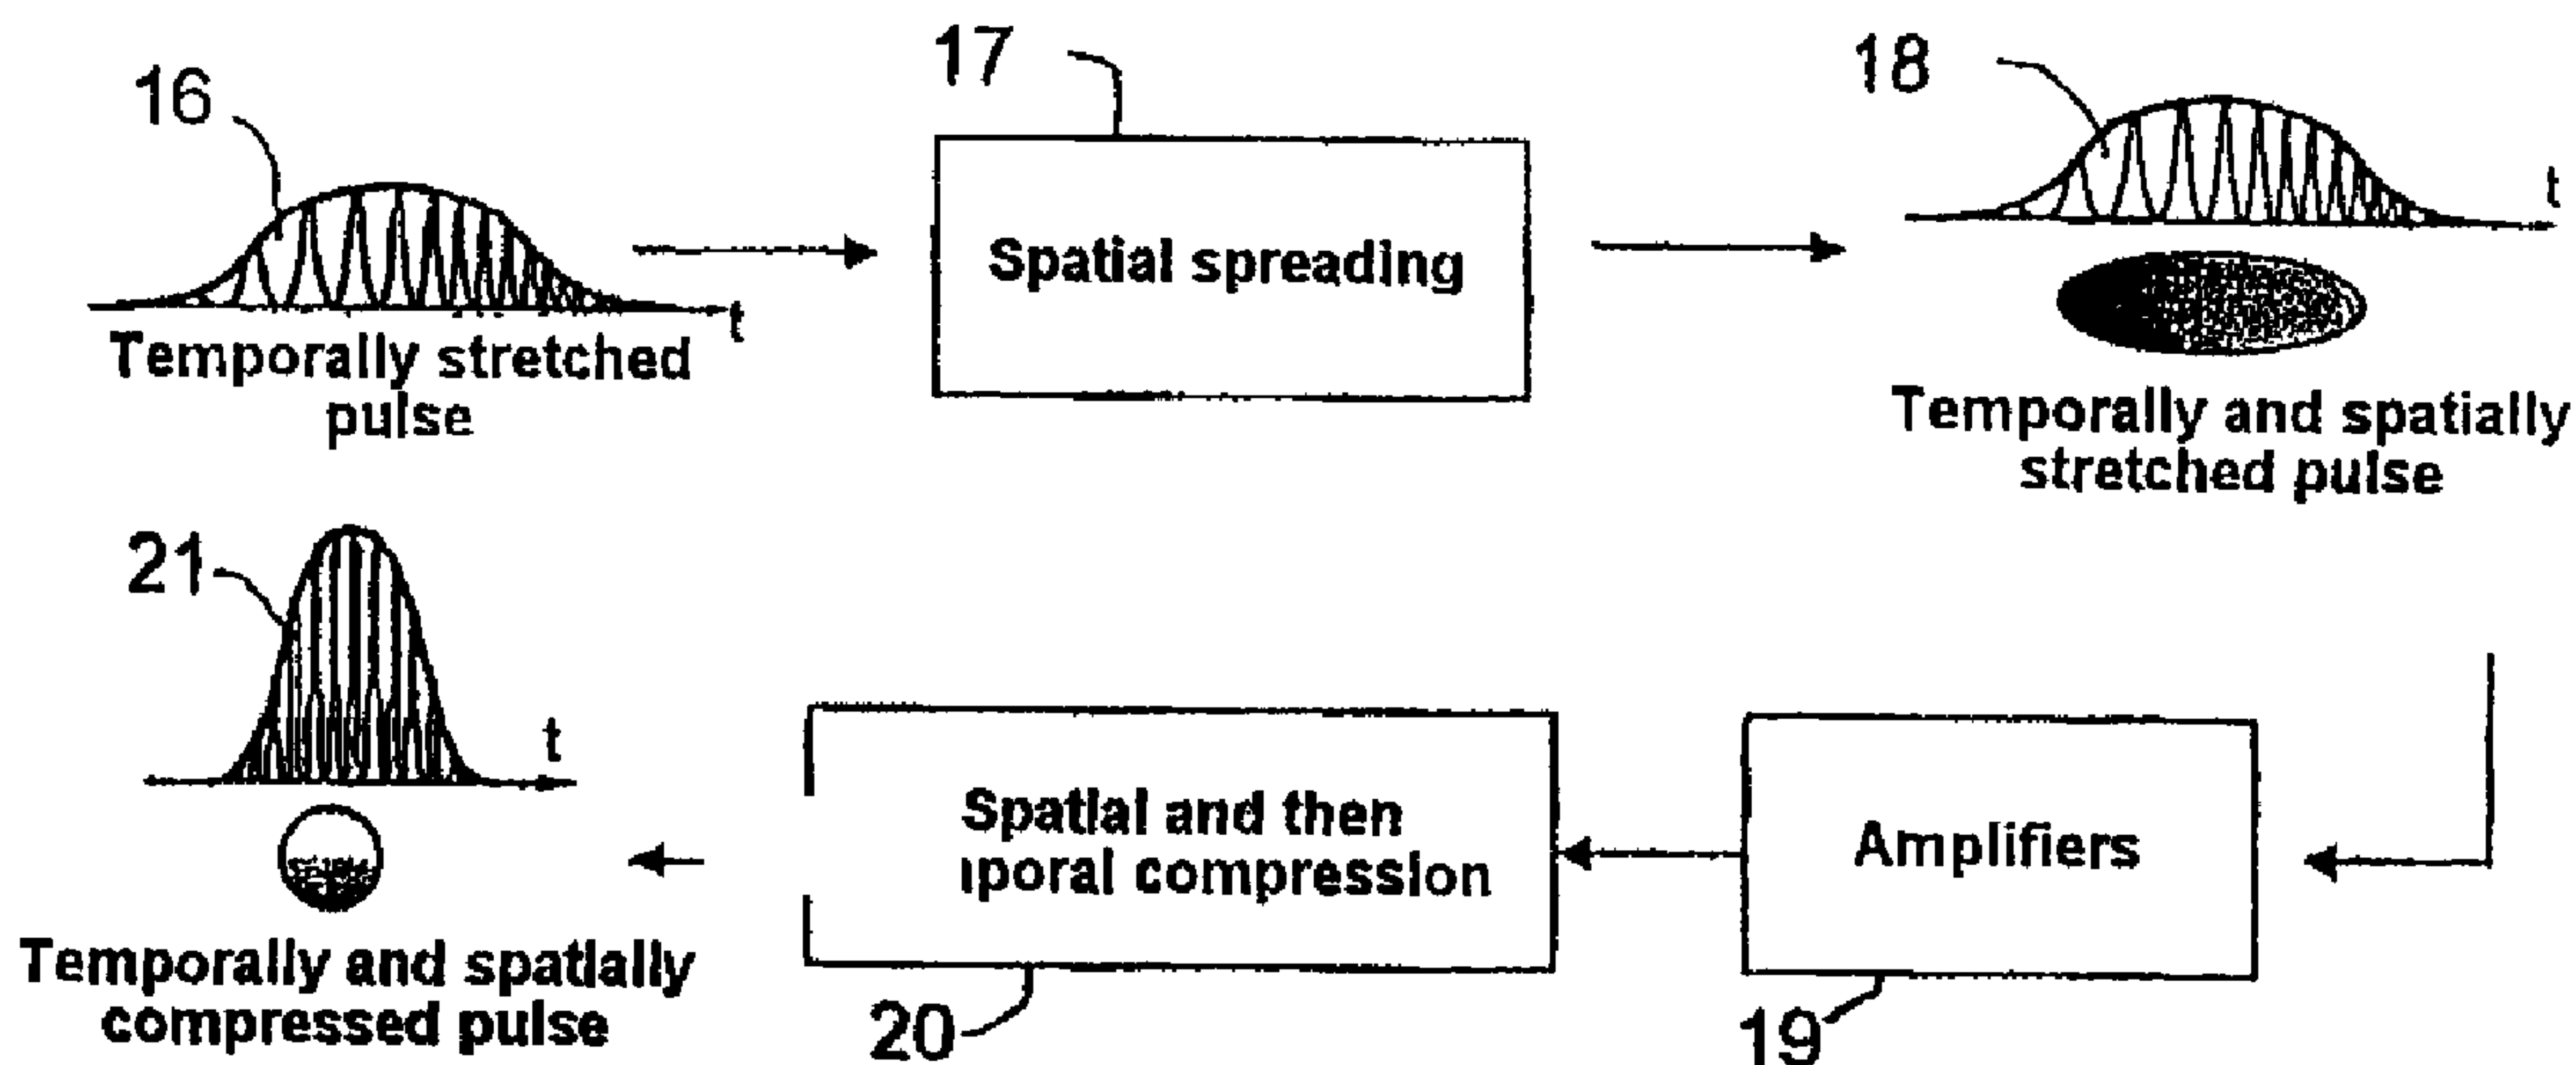 16
17
18
t
t
Spatial spreading
Temporally stretched
pulse
Temporally and spatially
stretched pulse
21
t
Spatial and then
compression
Amplifiers
Temporally and spatially
compressed pulse
20
19